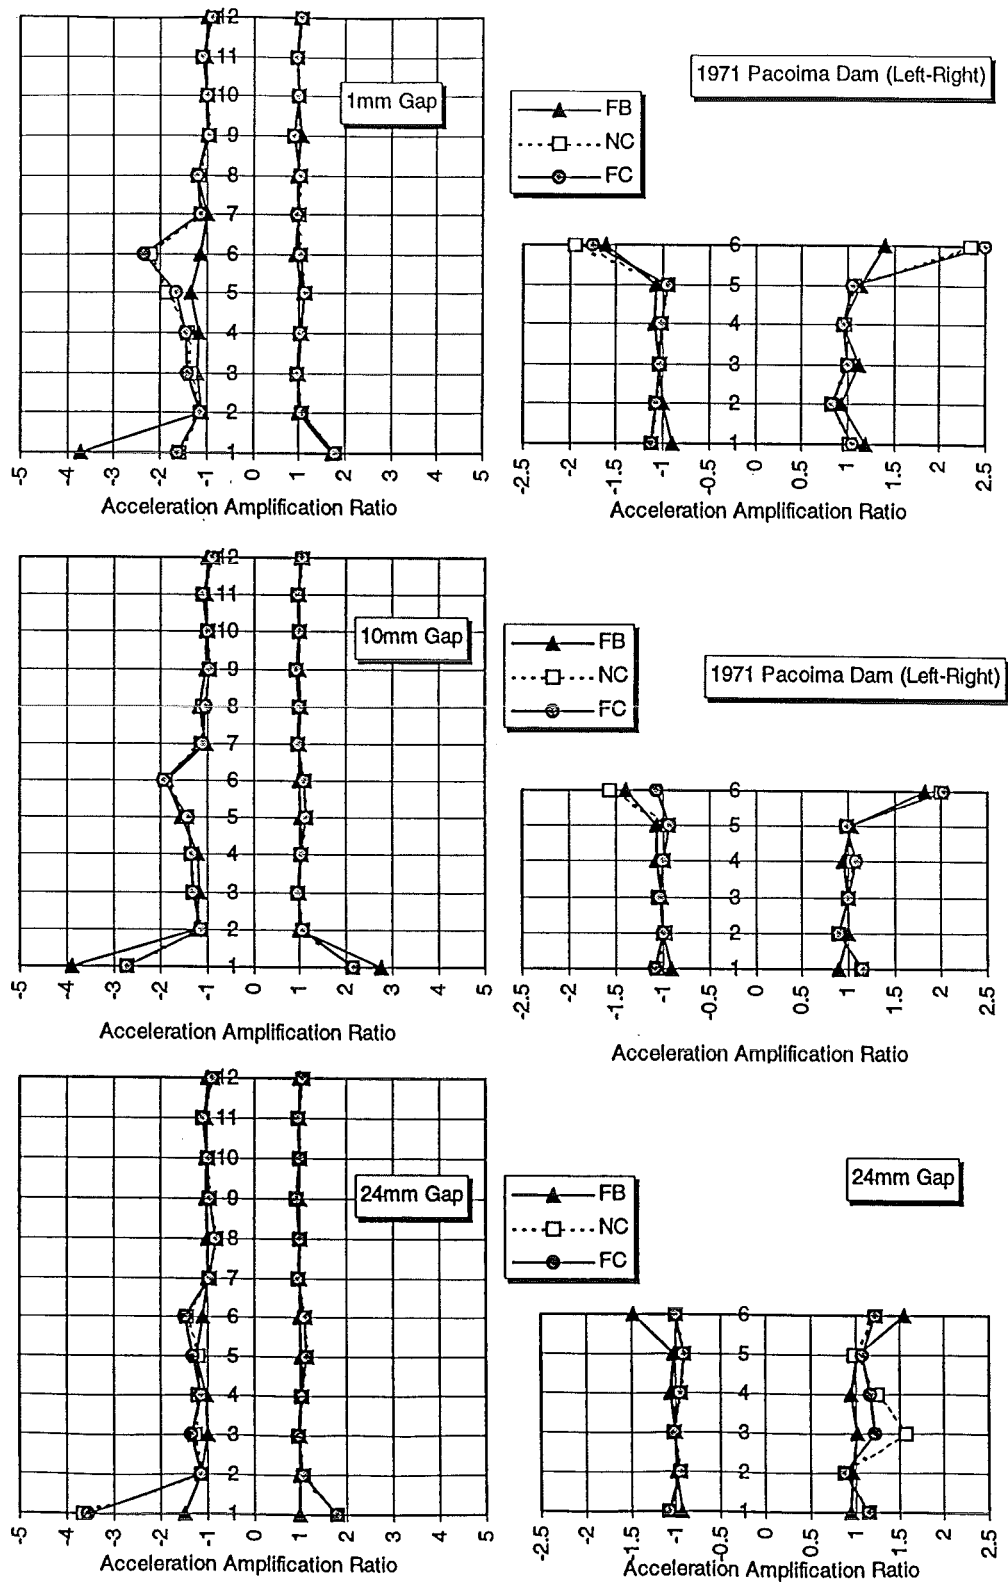 12
11
10
9
8
7
6
5
4
3
2
1
-5 -4 -3 -2 -1 0 1 2 3 4 5
Acceleration Amplification Ratio
1mm Gap
1971 Pacoima Dam (Left-Right)
FB
NC
FC
6
5
4
3
2
1
-2.5 -2 -1.5 -1 -0.5 0 0.5 1 1.5 2 2.5
Acceleration Amplification Ratio
12
11
10
9
8
7
6
5
4
3
2
1
-5 -4 -3 -2 -1 0 1 2 3 4 5
Acceleration Amplification Ratio
10mm Gap
FB
NC
FC
1971 Pacoima Dam (Left-Right)
6
5
4
3
2
1
-2.5 -2 -1.5 -1 -0.5 0 0.5 1 1.5 2 2.5
Acceleration Amplification Ratio
12
11
10
9
8
7
6
5
4
3
2
1
-5 -4 -3 -2 -1 0 1 2 3 4 5
Acceleration Amplification Ratio
24mm Gap
FB
NC
FC
24mm Gap
6
5
4
3
2
1
-2.5 -2 -1.5 -1 -0.5 0 0.5 1 1.5 2 2.5
Acceleration Amplification Ratio